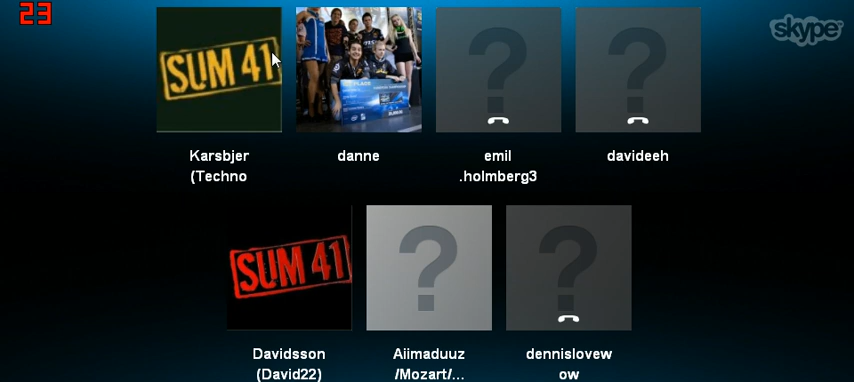 23
skype
SUM 41
Karsbjer
(Techno
danne
emil
.holmberg3
davideeh
SUM 41
Davidsson
(David22)
Aiimaduuz
/Mozart/...
dennislovew
ow